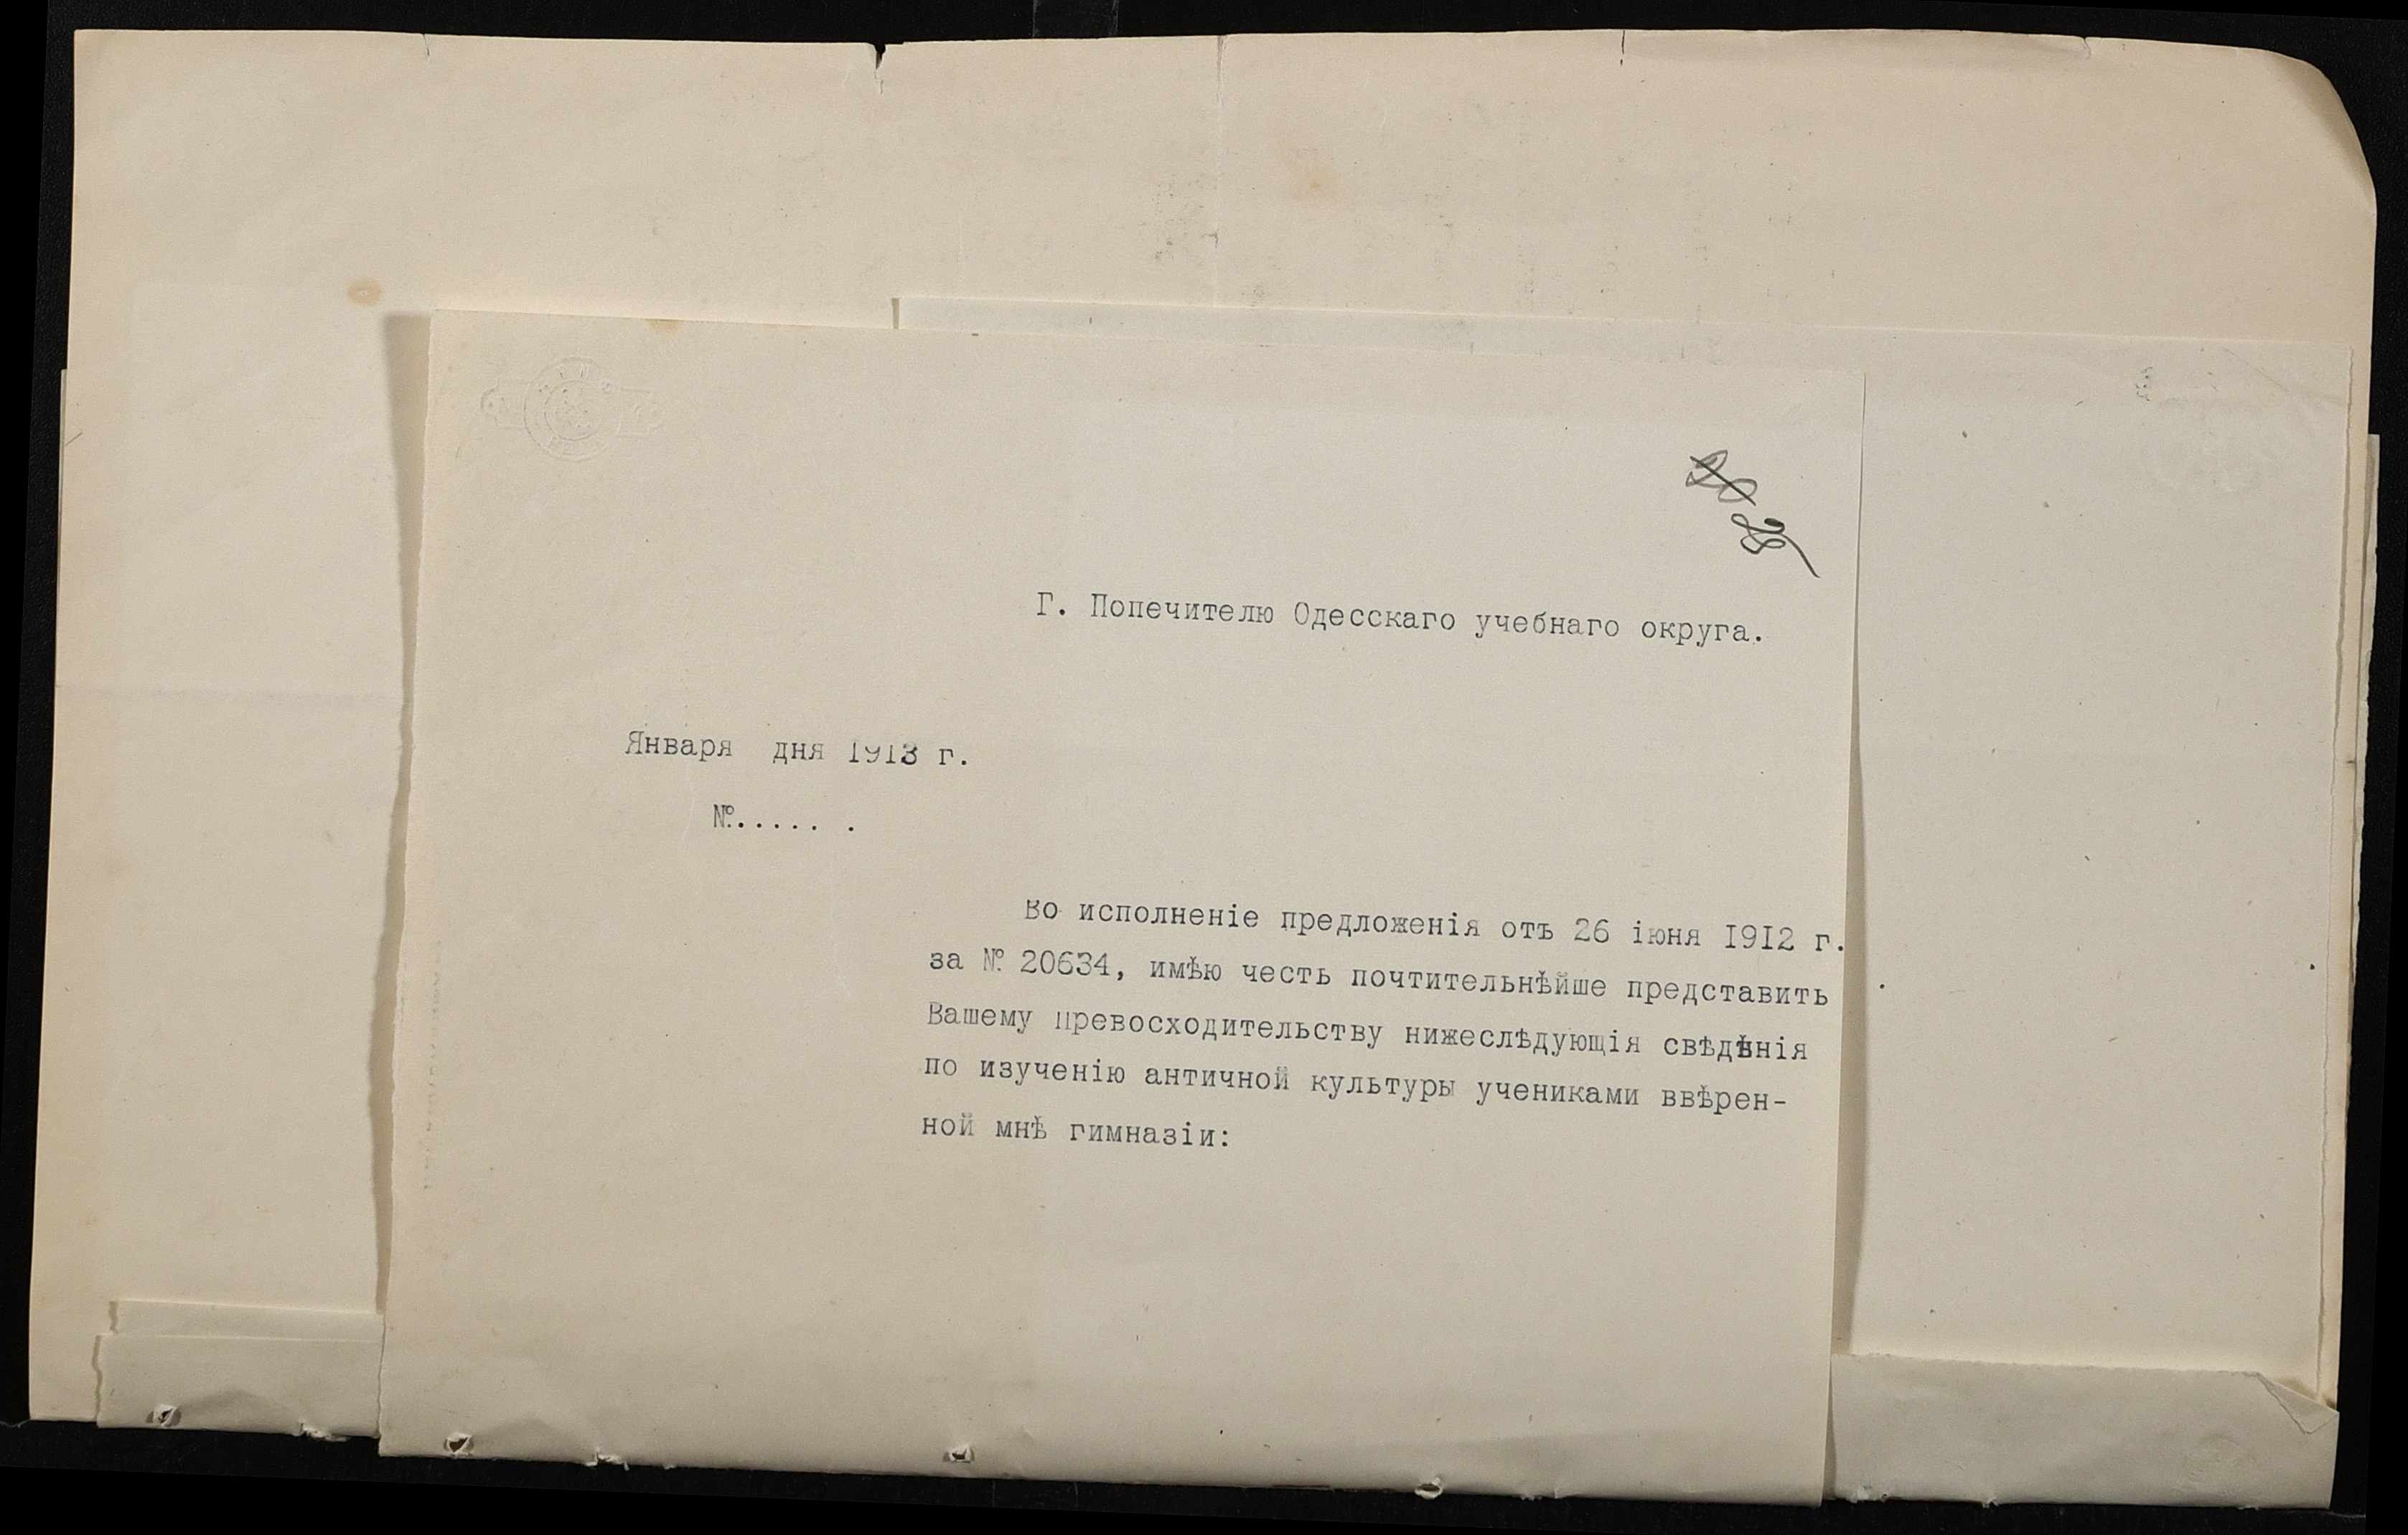 Г. Попечителю Одесскаго учебнаго округа.
Января дня 1913 г.
№..... .
Во исполненіе предложенія отъ 26 іюня 1912 г.
за № 20634, имѣю честь почтительнѣйше представить
Вашему превосходительству нижеслѣдующія свѣдѣнія
по изученію античной культуры учениками ввѣрен-
ной мнѣ гимназіи: